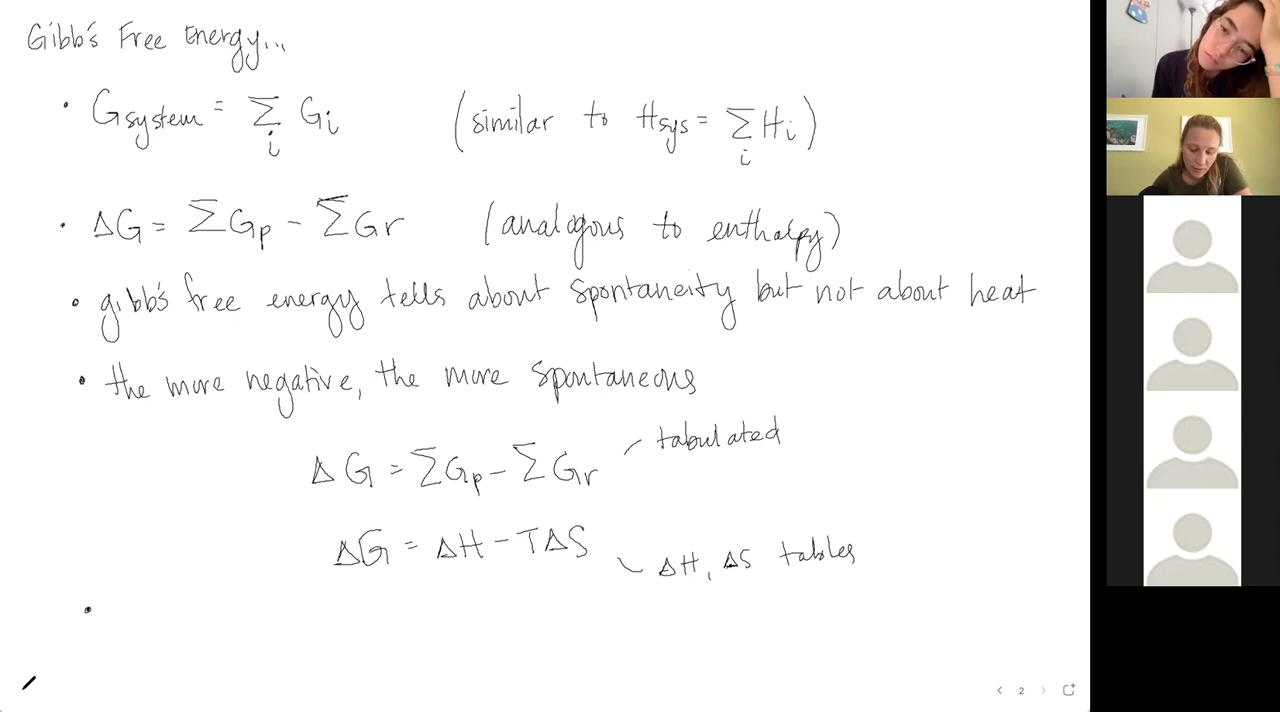 Gibb's Free Energy...
• Gsystem = Σi Gi (similar to Hsys = Σi Hi)
• ΔG = ΣGp - ΣGr (analogous to enthalpy)
• gibb's free energy tells about spontaneity but not about heat
• the more negative, the more spontaneous
tabulated
ΔG = ΣGp - ΣGr
ΔG = ΔH - TΔS
ΔH, ΔS tables
•
< 2 >